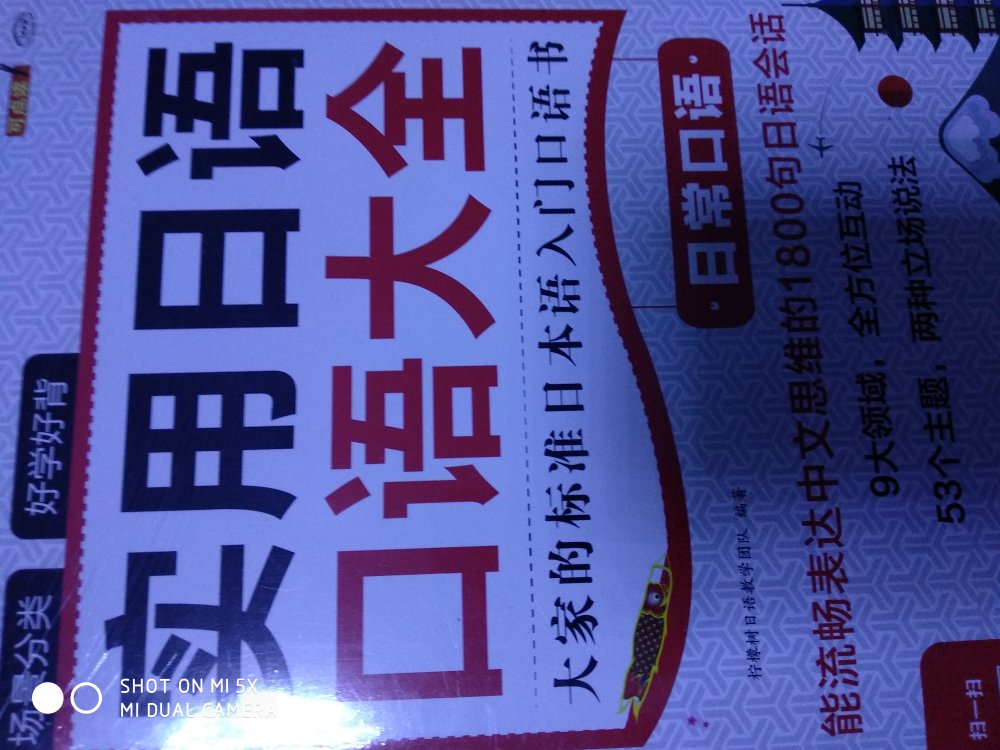 场景分类 好学好背
可点读
实用日语
口语大全
大家的标准日本语入门口语书
日常口语
柠檬树日语教学团队 编著
能流畅表达中文思维的1800句日语会话
9大领域，全方位互动
53个主题，两种立场说法
扫一扫
SHOT ON MI 5X
MI DUAL CAMERA